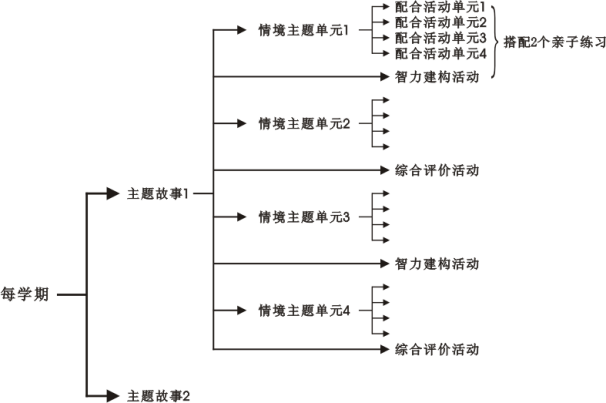 配合活动单元1
情境主题单元1
配合活动单元2
配合活动单元3
搭配2个亲子练习
配合活动单元4
智力建构活动
情境主题单元2
综合评价活动
主题故事1
情境主题单元3
智力建构活动
每学期
情境主题单元4
综合评价活动
主题故事2